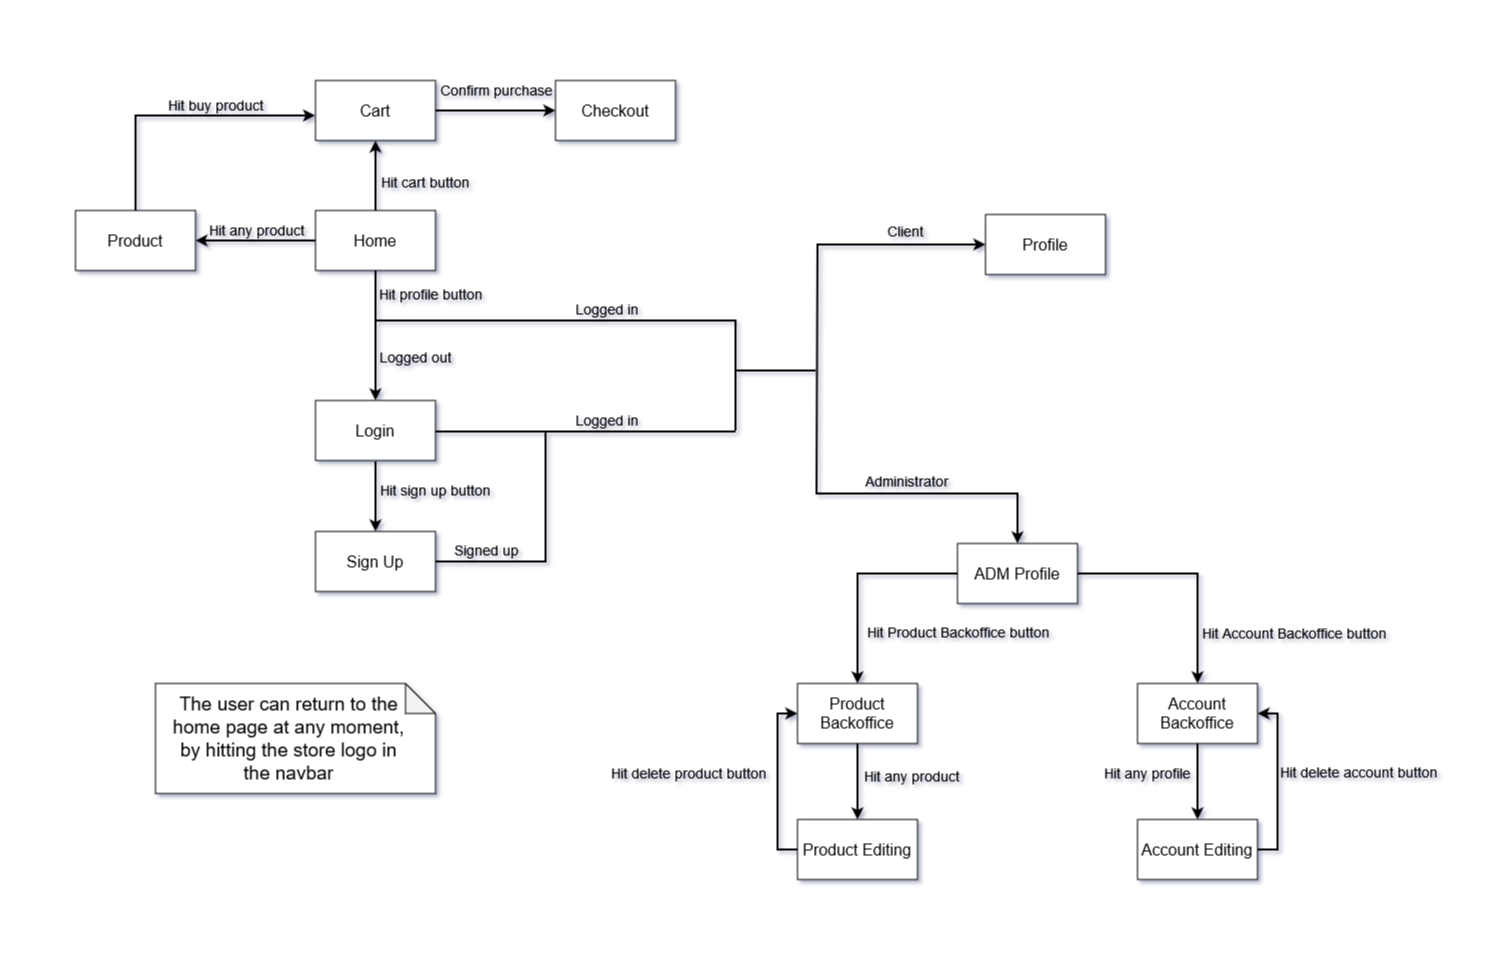 Confirm purchase
Hit buy product
Cart
Checkout
Hit cart button
Product
Hit any product
Home
Client
Profile
Hit profile button
Logged in
Logged out
Login
Logged in
Hit sign up button
Administrator
Sign Up
Signed up
ADM Profile
Hit Product Backoffice button
Hit Account Backoffice button
The user can return to the
home page at any moment,
by hitting the store logo in
the navbar
Product
Backoffice
Account
Backoffice
Hit delete product button
Hit any product
Hit any profile
Hit delete account button
Product Editing
Account Editing